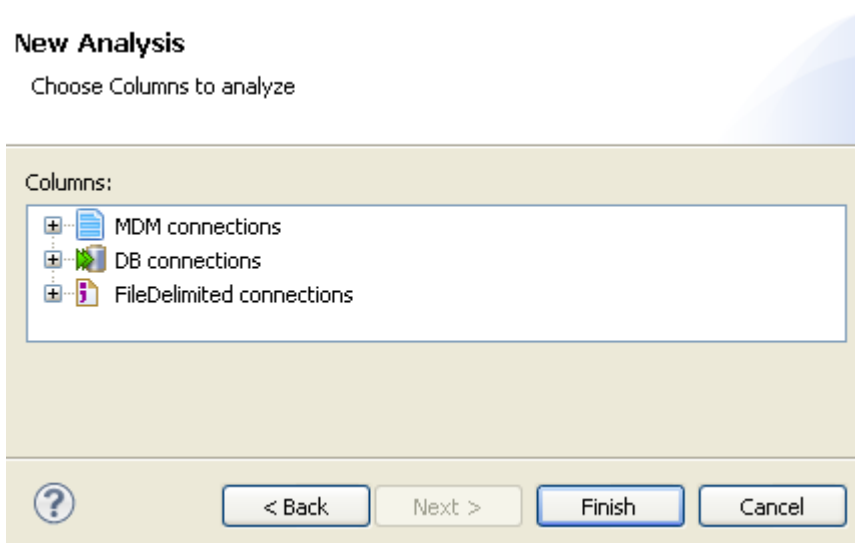 New Analysis
Choose Columns to analyze
Columns:
MDM connections
DB connections
FileDelimited connections
?
< Back
Next >
Finish
Cancel